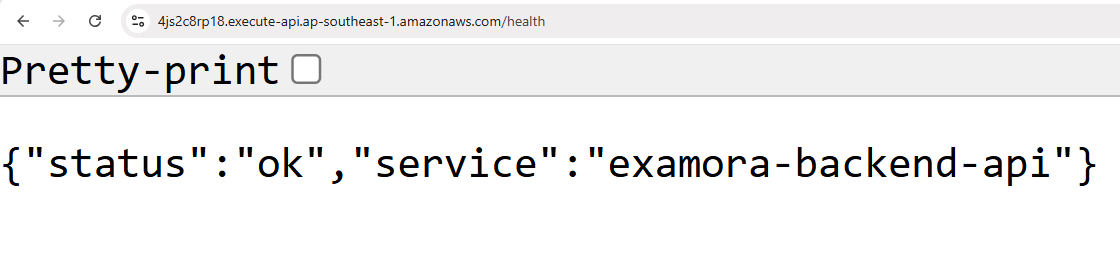 4js2c8rp18.execute-api.ap-southeast-1.amazonaws.com/health
Pretty-print
{"status":"ok","service":"examora-backend-api"}